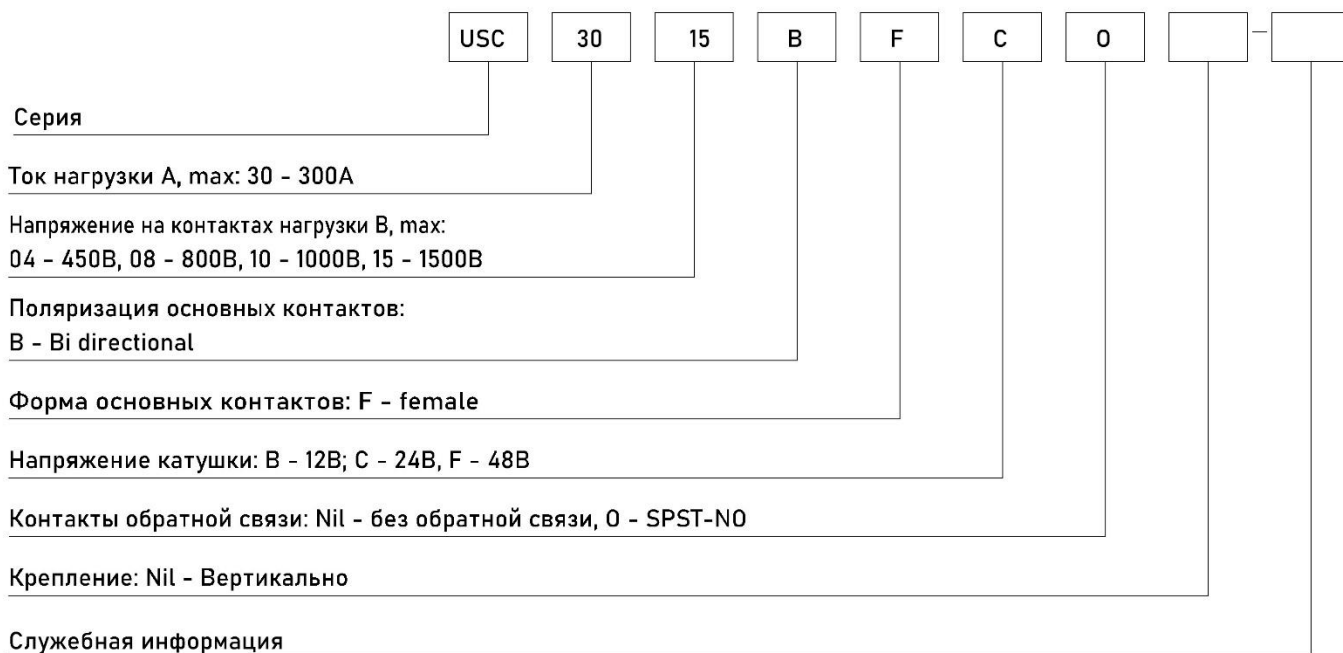 USC 30 15 B F C O -
Серия
Ток нагрузки А, max: 30 - 300А
Напряжение на контактах нагрузки В, max:
04 - 450В, 08 - 800В, 10 - 1000В, 15 - 1500В
Поляризация основных контактов:
B - Bi directional
Форма основных контактов: F - female
Напряжение катушки: B - 12В; C - 24В, F - 48В
Контакты обратной связи: Nil - без обратной связи, O - SPST-NO
Крепление: Nil - Вертикально
Служебная информация